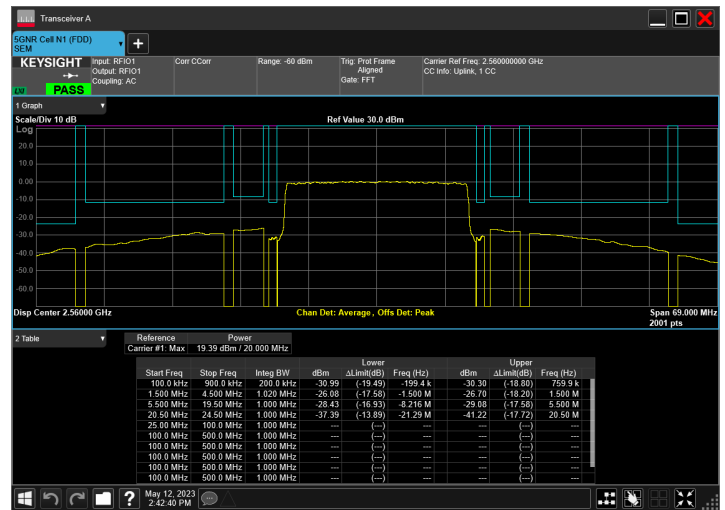 Transceiver A
5GNR Cell N1 (FDD)
SEM
KEYSIGHT
LXI
PASS
Input: RFIO1
Output: RFIO1
Coupling: AC
Corr CCorr
Range: -60 dBm
Trig: Prot Frame
Aligned
Gate: FFT
Carrier Ref Freq: 2.560000000 GHz
CC Info: Uplink, 1 CC
1 Graph
Scale/Div 10 dB
Ref Value 30.0 dBm
Log
20.0
10.0
0.00
-10.0
-20.0
-30.0
-40.0
-50.0
-60.0
Disp Center 2.56000 GHz
Chan Det: Average , Offs Det: Peak
Span 69.000 MHz
2001 pts
2 Table
Reference Power
Carrier #1: Max 19.39 dBm / 20.000 MHz
Lower Upper
Start Freq Stop Freq Integ BW dBm ΔLimit(dB) Freq (Hz) dBm ΔLimit(dB) Freq (Hz)
100.0 kHz 900.0 kHz 200.0 kHz -30.99 (-19.49) -199.4 k -30.30 (-18.80) 759.9 k
1.500 MHz 4.500 MHz 1.020 MHz -26.08 (-17.58) -1.500 M -26.70 (-18.20) 1.500 M
5.500 MHz 19.50 MHz 1.000 MHz -28.43 (-16.93) -8.216 M -29.08 (-17.58) 5.500 M
20.50 MHz 24.50 MHz 1.000 MHz -37.39 (-13.89) -21.29 M -41.22 (-17.72) 20.50 M
25.00 MHz 100.0 MHz 1.000 MHz --- (---) --- --- (---) ---
100.0 MHz 500.0 MHz 1.000 MHz --- (---) --- --- (---) ---
100.0 MHz 500.0 MHz 1.000 MHz --- (---) --- --- (---) ---
100.0 MHz 500.0 MHz 1.000 MHz --- (---) --- --- (---) ---
100.0 MHz 500.0 MHz 1.000 MHz --- (---) --- --- (---) ---
100.0 MHz 500.0 MHz 1.000 MHz --- (---) --- --- (---) ---
May 12, 2023
2:42:40 PM